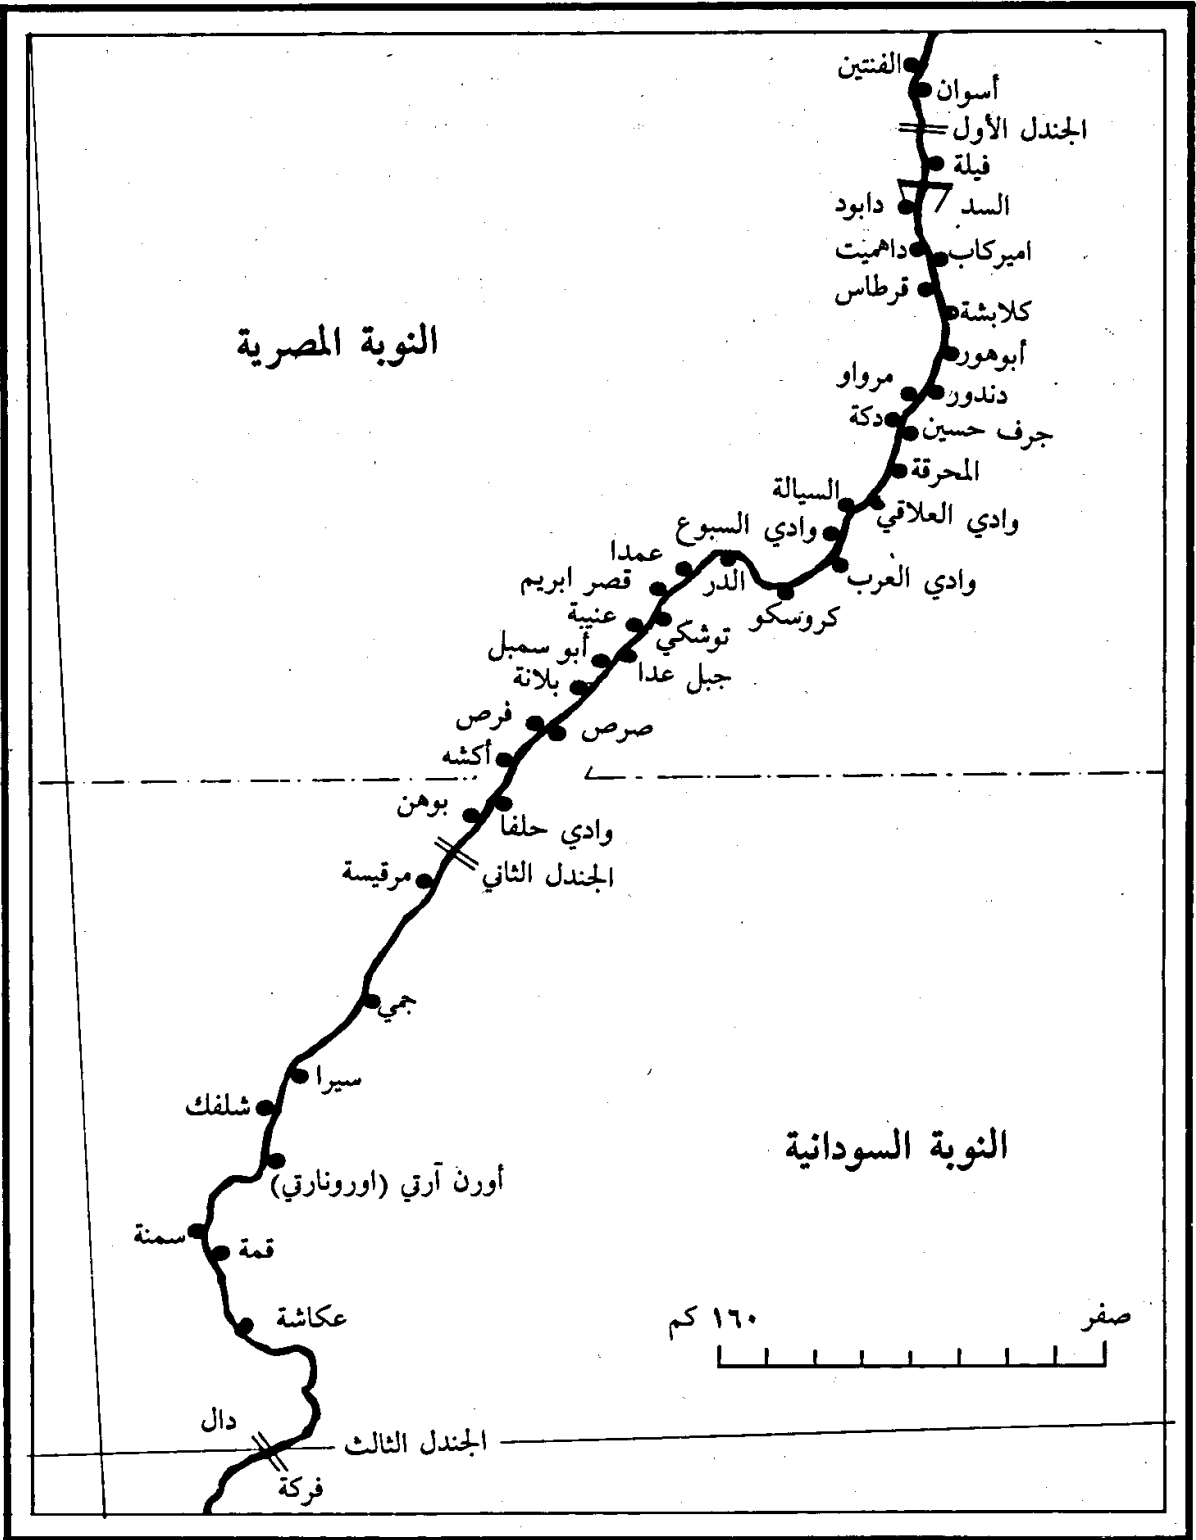 الفنتين
أسوان
الجندل الأول
فيلة
السد
دابود
اميركاب
داهميت
قرطاس
كلابشة
أبوهور
النوبة المصرية
مرواو
دندور
دكة
جرف حسين
المحرقة
السيالة
وادي العلاقي
وادي السبوع
عمدا
الدر
وادي العرب
قصر ابريم
كروسكو
عنيبة
توشكي
أبو سمبل
جبل عدا
بلانة
فرص
صرص
أكشه
بوهن
وادي حلفا
الجندل الثاني
مرقيسة
جمي
سيرا
شلفك
النوبة السودانية
أورن آرتي (اورونارتي)
سمنة
قمة
عكاشة
صفر
١٦٠ كم
دال
الجندل الثالث
فركة